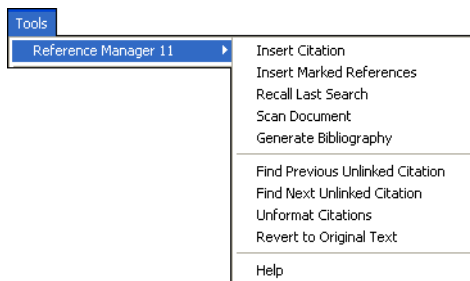 Tools
Reference Manager 11
Insert Citation
Insert Marked References
Recall Last Search
Scan Document
Generate Bibliography
Find Previous Unlinked Citation
Find Next Unlinked Citation
Unformat Citations
Revert to Original Text
Help